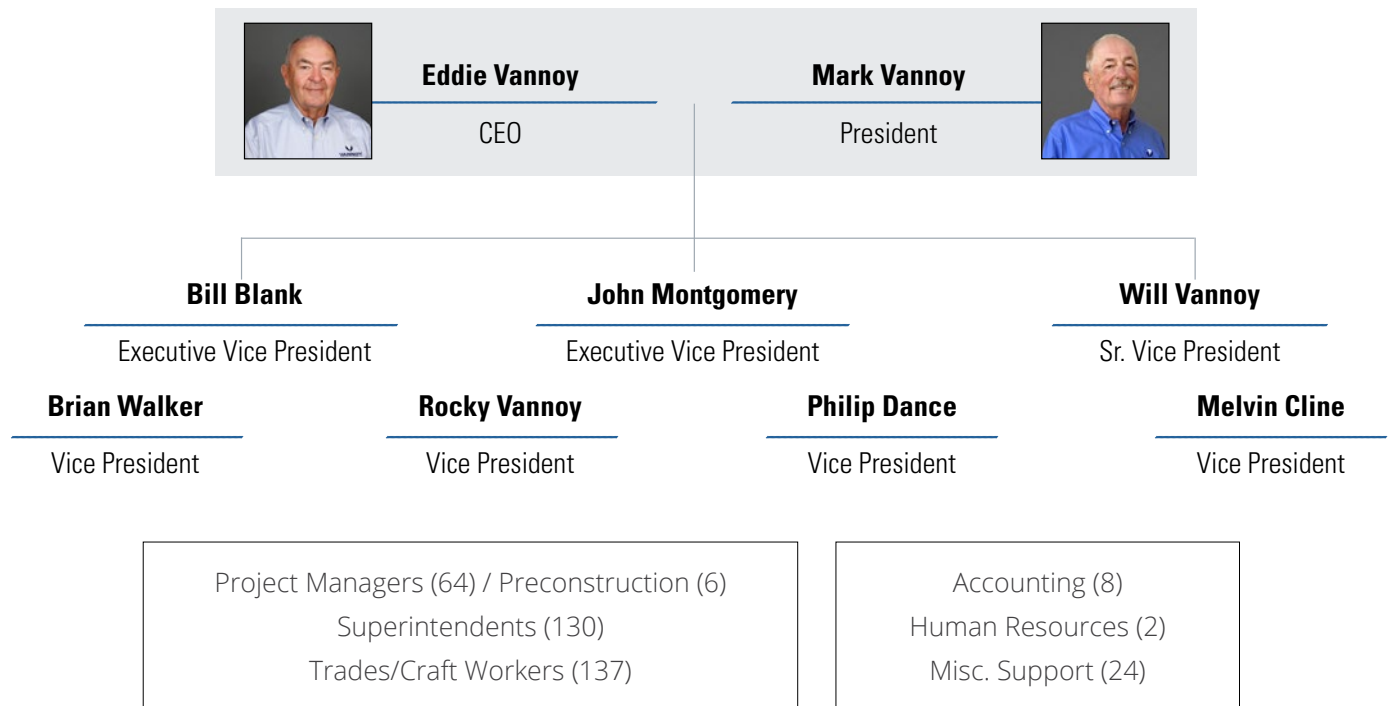 Eddie Vannoy
Mark Vannoy
CEO
President
Bill Blank
John Montgomery
Will Vannoy
Executive Vice President
Executive Vice President
Sr. Vice President
Brian Walker
Rocky Vannoy
Philip Dance
Melvin Cline
Vice President
Vice President
Vice President
Vice President
Project Managers (64) / Preconstruction (6)
Superintendents (130)
Trades/Craft Workers (137)
Accounting (8)
Human Resources (2)
Misc. Support (24)